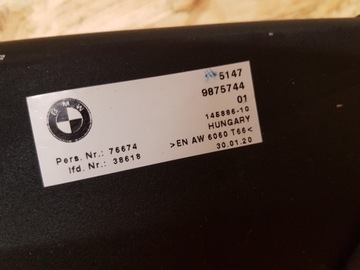 BMW
5147
9875744
01
145886-10
HUNGARY
>EN AW 6060 T66<
30.01.20
Pers. Nr.: 76674
lfd. Nr.: 38618